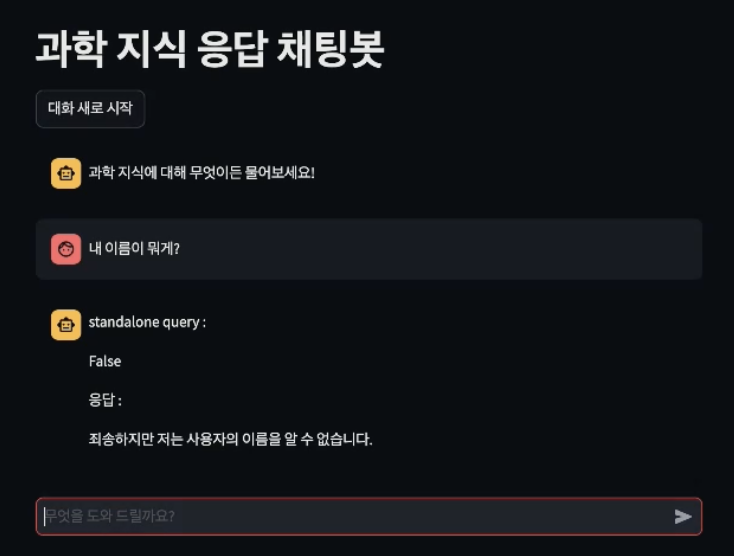 과학 지식 응답 채팅봇
대화 새로 시작
과학 지식에 대해 무엇이든 물어보세요!
내 이름이 뭐게?
standalone query :
False
응답 :
죄송하지만 저는 사용자의 이름을 알 수 없습니다.
무엇을 도와 드릴까요?